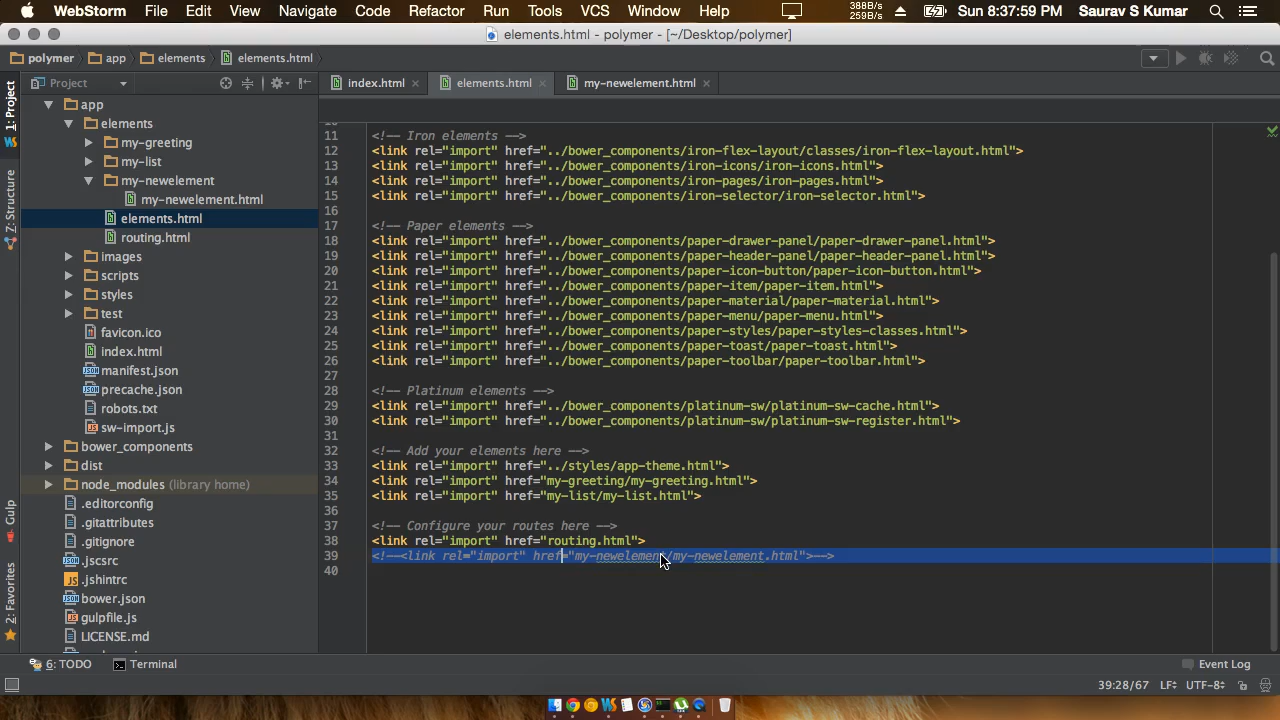 WebStorm File Edit View Navigate Code Refactor Run Tools VCS Window Help 388B/s 259B/s Sun 8:37:59 PM Saurav S Kumar
elements.html - polymer - [~/Desktop/polymer]
polymer app elements elements.html
Project
index.html elements.html my-newelement.html
1: Project
Z: Structure
Gulp
2: Favorites
app
elements
my-greeting
my-list
my-newelement
my-newelement.html
elements.html
routing.html
images
scripts
styles
test
favicon.ico
index.html
manifest.json
precache.json
robots.txt
sw-import.js
bower_components
dist
node_modules (library home)
.editorconfig
.gitattributes
.gitignore
.jscsrc
.jshintrc
bower.json
gulpfile.js
LICENSE.md
11 <!-- Iron elements -->
12 <link rel="import" href="../bower_components/iron-flex-layout/classes/iron-flex-layout.html">
13 <link rel="import" href="../bower_components/iron-icons/iron-icons.html">
14 <link rel="import" href="../bower_components/iron-pages/iron-pages.html">
15 <link rel="import" href="../bower_components/iron-selector/iron-selector.html">
16
17 <!-- Paper elements -->
18 <link rel="import" href="../bower_components/paper-drawer-panel/paper-drawer-panel.html">
19 <link rel="import" href="../bower_components/paper-header-panel/paper-header-panel.html">
20 <link rel="import" href="../bower_components/paper-icon-button/paper-icon-button.html">
21 <link rel="import" href="../bower_components/paper-item/paper-item.html">
22 <link rel="import" href="../bower_components/paper-material/paper-material.html">
23 <link rel="import" href="../bower_components/paper-menu/paper-menu.html">
24 <link rel="import" href="../bower_components/paper-styles/paper-styles-classes.html">
25 <link rel="import" href="../bower_components/paper-toast/paper-toast.html">
26 <link rel="import" href="../bower_components/paper-toolbar/paper-toolbar.html">
27
28 <!-- Platinum elements -->
29 <link rel="import" href="../bower_components/platinum-sw/platinum-sw-cache.html">
30 <link rel="import" href="../bower_components/platinum-sw/platinum-sw-register.html">
31
32 <!-- Add your elements here -->
33 <link rel="import" href="../styles/app-theme.html">
34 <link rel="import" href="my-greeting/my-greeting.html">
35 <link rel="import" href="my-list/my-list.html">
36
37 <!-- Configure your routes here -->
38 <link rel="import" href="routing.html">
39 <!--<link rel="import" href="my-newelement/my-newelement.html">-->
40
6: TODO Terminal Event Log
39:28/67 LF÷ UTF-8÷